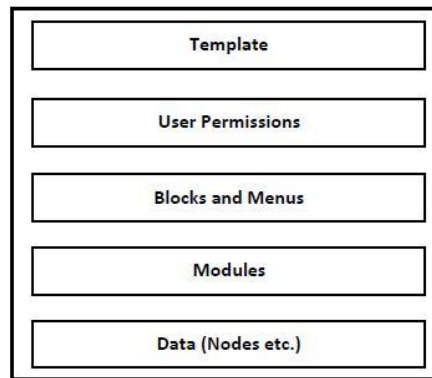 Template
User Permissions
Blocks and Menus
Modules
Data (Nodes etc.)